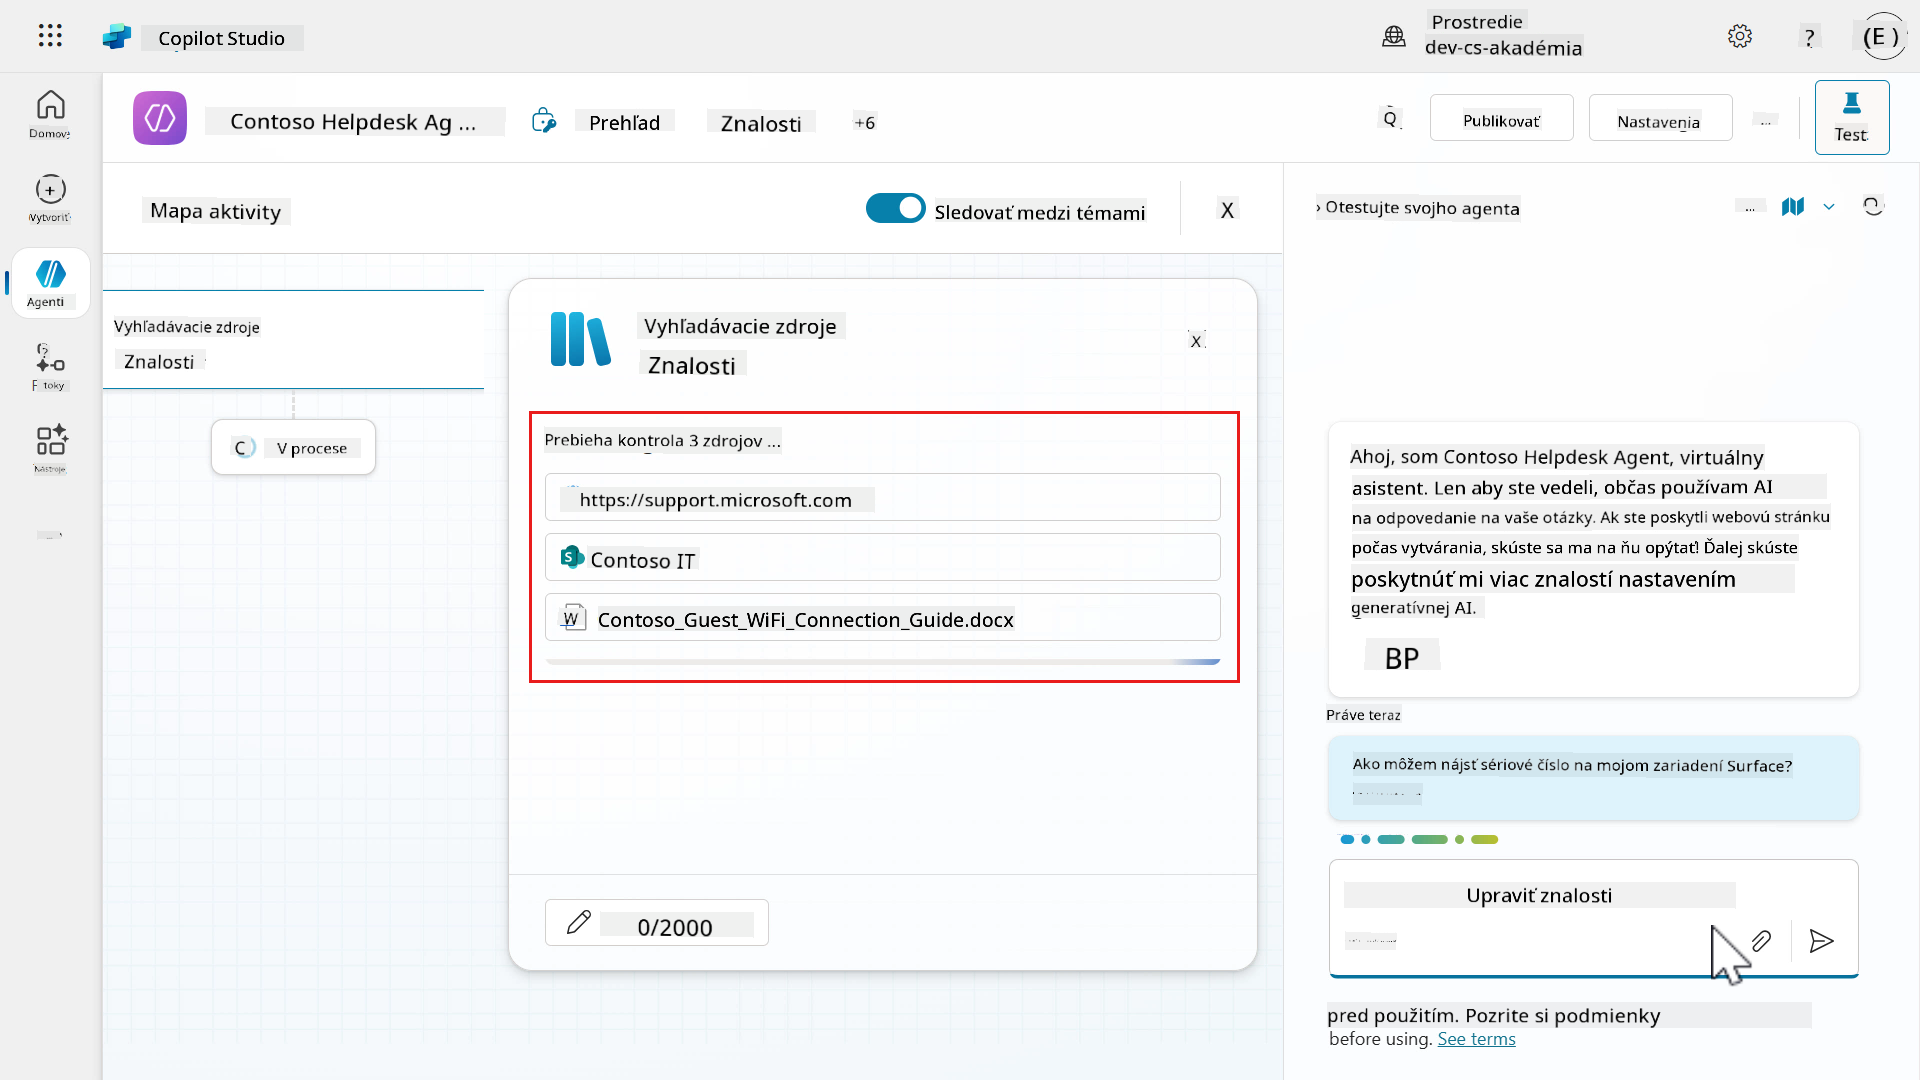 Copilot Studio
Prostredie
dev-cs-akadémia
?
(E )
Contoso Helpdesk Ag ...
Prehľad
Znalosti
+6
Publikovať
Nastavenia
...
Test
Domov
Vytvoriť
Agenti
toky
Nástroje
Mapa aktivity
Sledovať medzi témami
X
Vyhľadávacie zdroje
Znalosti
C V procese
Vyhľadávacie zdroje
Znalosti
X
Prebieha kontrola 3 zdrojov ...
https://support.microsoft.com
Contoso IT
Contoso_Guest_WiFi_Connection_Guide.docx
0/2000
› Otestujte svojho agenta
...
Ahoj, som Contoso Helpdesk Agent, virtuálny
asistent. Len aby ste vedeli, občas používam AI
na odpovedanie na vaše otázky. Ak ste poskytli webovú stránku
počas vytvárania, skúste sa ma na ňu opýtať! Ďalej skúste
poskytnúť mi viac znalostí nastavením
generatívnej AI.
BP
Práve teraz
Ako môžem nájsť sériové číslo na mojom zariadení Surface?
Upraviť znalosti
pred použitím. Pozrite si podmienky
before using. See terms